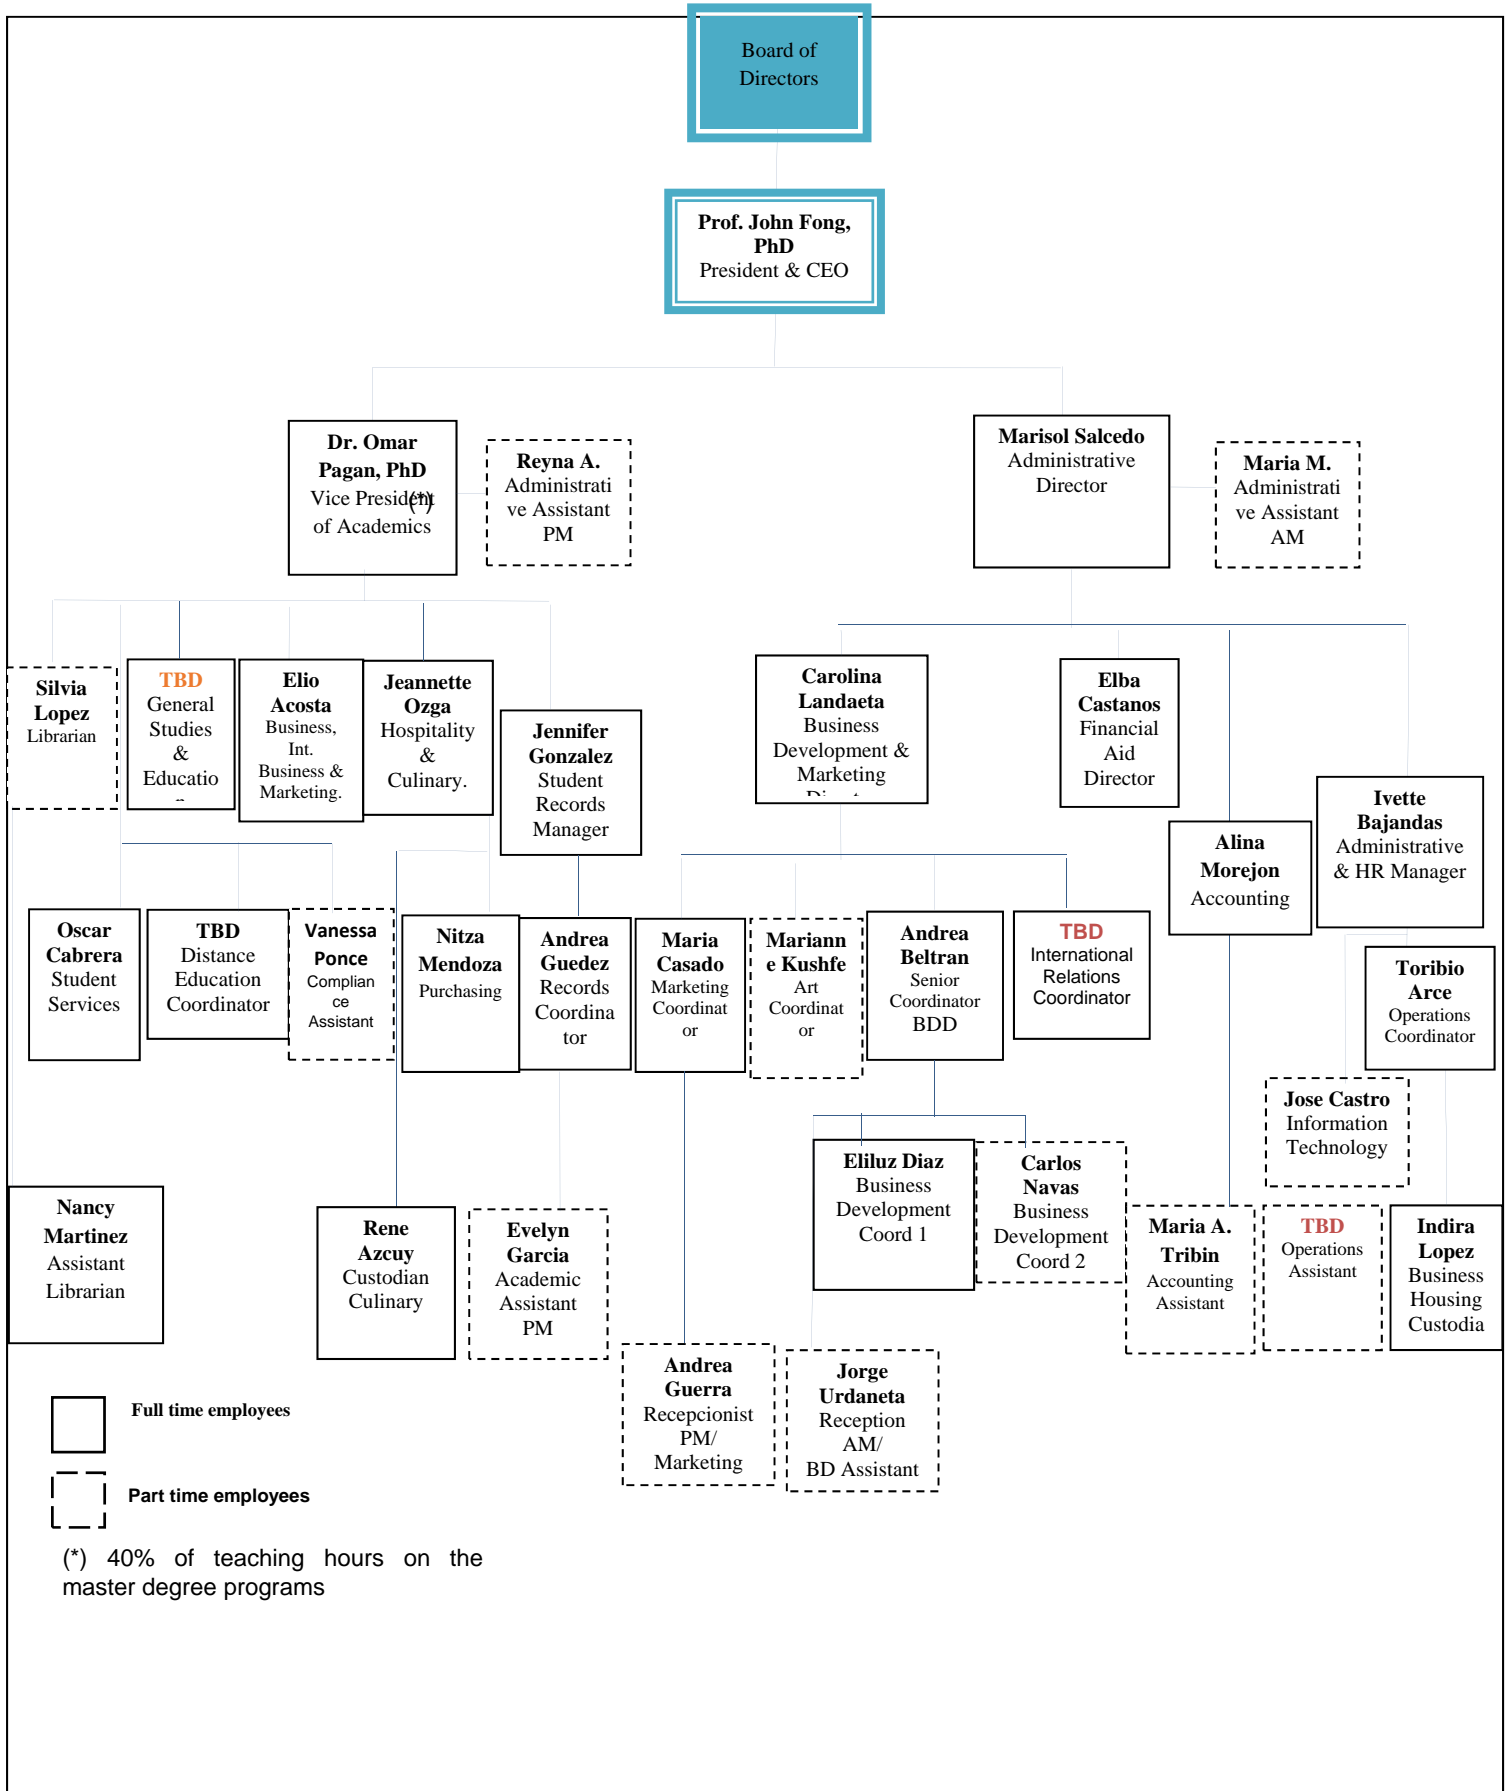 Board of
Directors
Prof. John Fong,
PhD
President & CEO
Dr. Omar
Pagan, PhD
Vice President
(*)
of Academics
Reyna A.
Administrati
ve Assistant
PM
Marisol Salcedo
Administrative
Director
Maria M.
Administrati
ve Assistant
AM
Silvia
Lopez
Librarian
TBD
General
Studies
&
Educatio
Elio
Acosta
Business,
Int.
Business &
Marketing.
Jeannette
Ozga
Hospitality
&
Culinary.
Jennifer
Gonzalez
Student
Records
Manager
Carolina
Landaeta
Business
Development &
Marketing
Elba
Castanos
Financial
Aid
Director
Alina
Morejon
Accounting
Ivette
Bajandas
Administrative
& HR Manager
Oscar
Cabrera
Student
Services
TBD
Distance
Education
Coordinator
Vanessa
Ponce
Complian
ce
Assistant
Nitza
Mendoza
Purchasing
Andrea
Guedez
Records
Coordina
tor
Maria
Casado
Marketing
Coordinat
or
Mariann
e Kushfe
Art
Coordinat
or
Andrea
Beltran
Senior
Coordinator
BDD
TBD
International
Relations
Coordinator
Toribio
Arce
Operations
Coordinator
Jose Castro
Information
Technology
Nancy
Martinez
Assistant
Librarian
Rene
Azcuy
Custodian
Culinary
Evelyn
Garcia
Academic
Assistant
PM
Eliluz Diaz
Business
Development
Coord 1
Carlos
Navas
Business
Development
Coord 2
Maria A.
Tribin
Accounting
Assistant
TBD
Operations
Assistant
Indira
Lopez
Business
Housing
Custodia
Andrea
Guerra
Recepcionist
PM/
Marketing
Jorge
Urdaneta
Reception
AM/
BD Assistant
Full time employees
Part time employees
(*) 40% of teaching hours on the
master degree programs